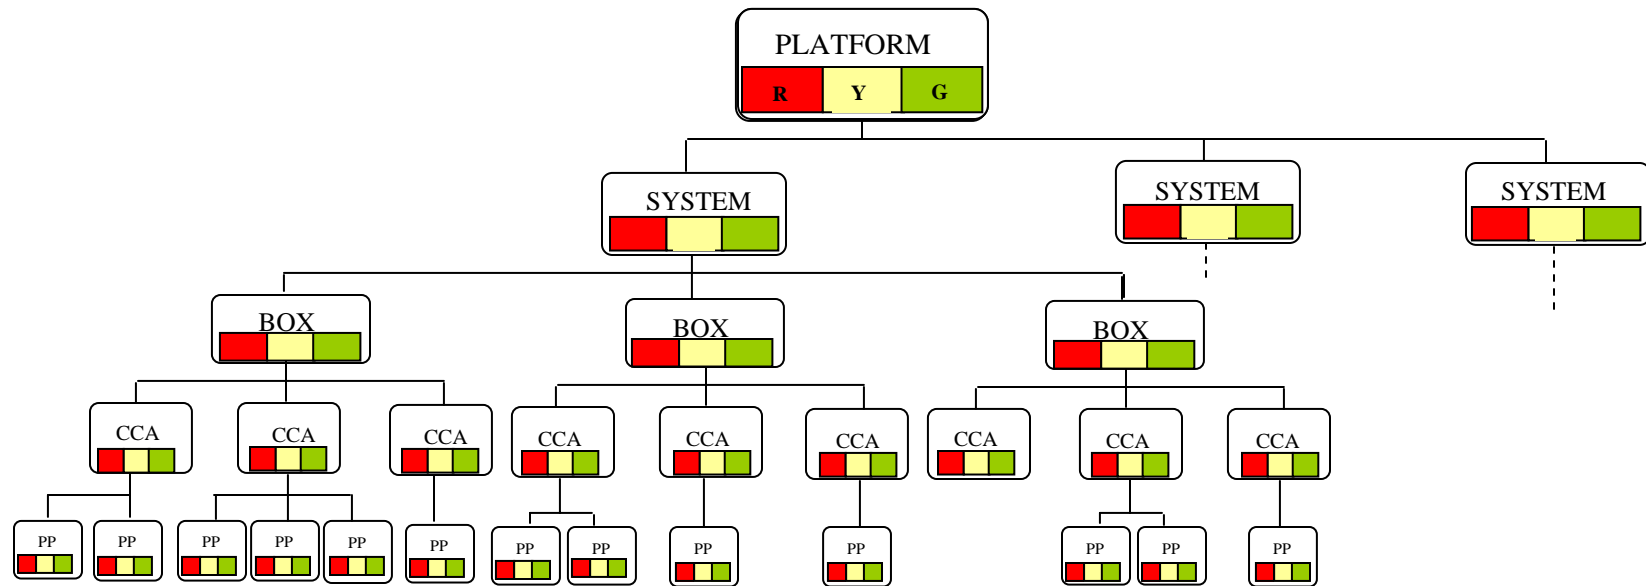 PLATFORM
R Y G
SYSTEM SYSTEM SYSTEM
BOX BOX BOX
CCA CCA CCA CCA CCA CCA CCA CCA CCA
PP PP PP PP PP PP PP PP PP PP PP PP PP